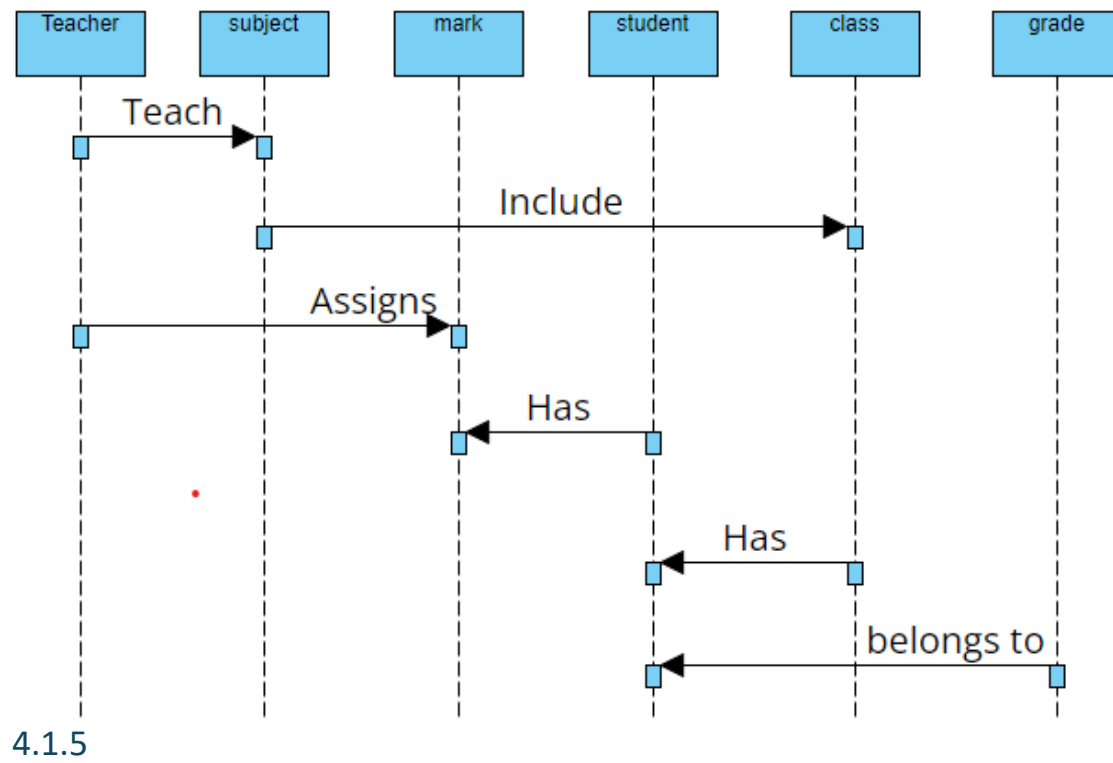 Teacher subject mark student class grade
Teach
Include
Assigns
Has
Has
belongs to
4.1.5